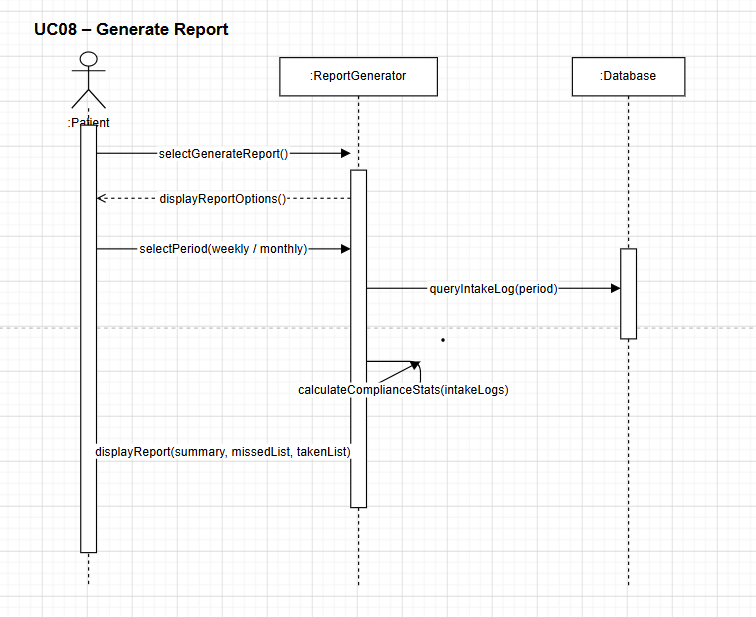 UC08 – Generate Report
:ReportGenerator
:Database
:Patient
selectGenerateReport()
displayReportOptions()
selectPeriod(weekly / monthly)
queryIntakeLog(period)
calculateComplianceStats(intakeLogs)
displayReport(summary, missedList, takenList)